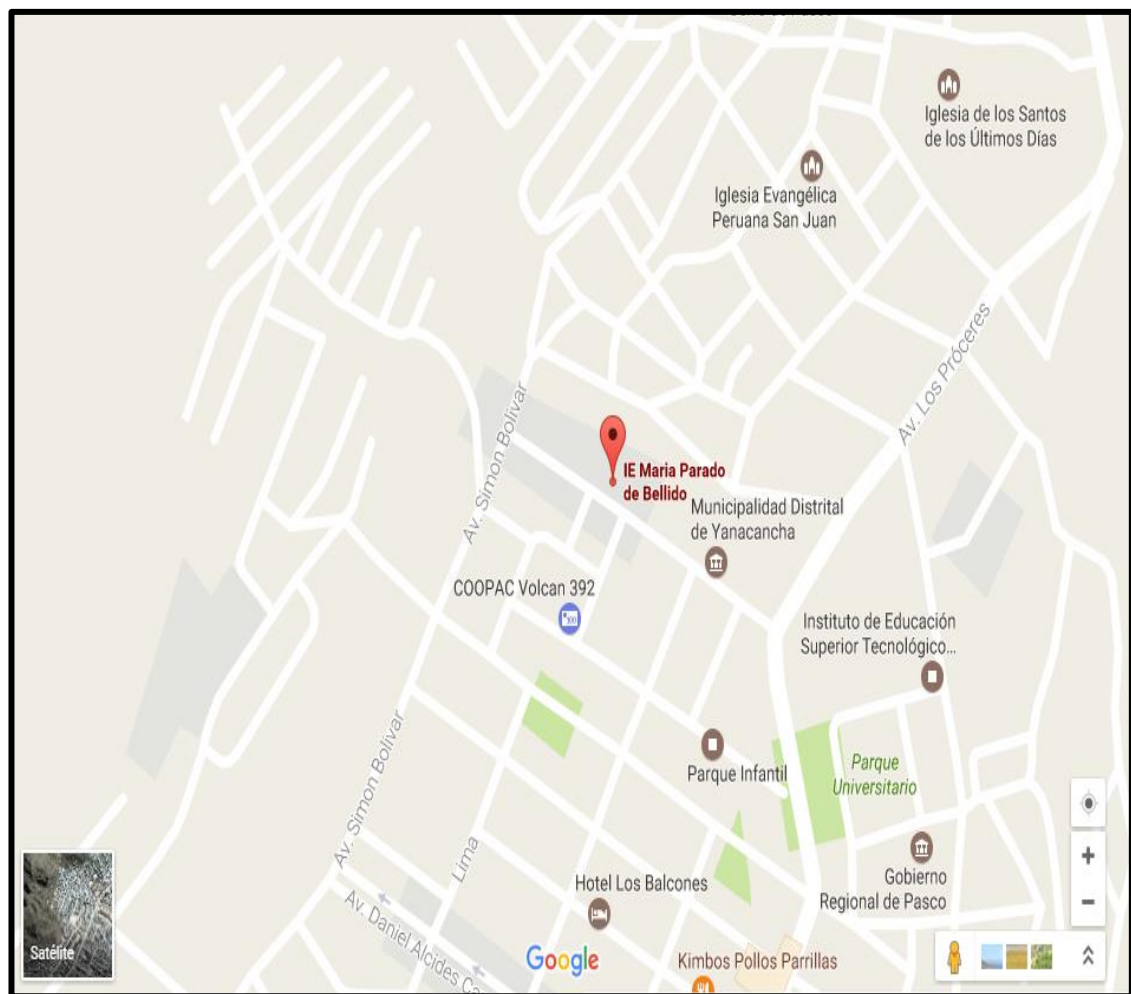 Iglesia de los Santos
de los Últimos Días
Iglesia Evangélica
Peruana San Juan
Av. Los Próceres
Av. Simon Bolivar
IE Maria Parado
de Bellido
Municipalidad Distrital
de Yanacancha
COOPAC Volcan 392
Instituto de Educación
Superior Tecnológico...
Parque Infantil
Parque
Universitario
Av. Simon Bolivar
Lima
Gobierno
Regional de Pasco
Hotel Los Balcones
Av. Daniel Alcides
Satélite
Google
Kimbos Pollos Parrillas